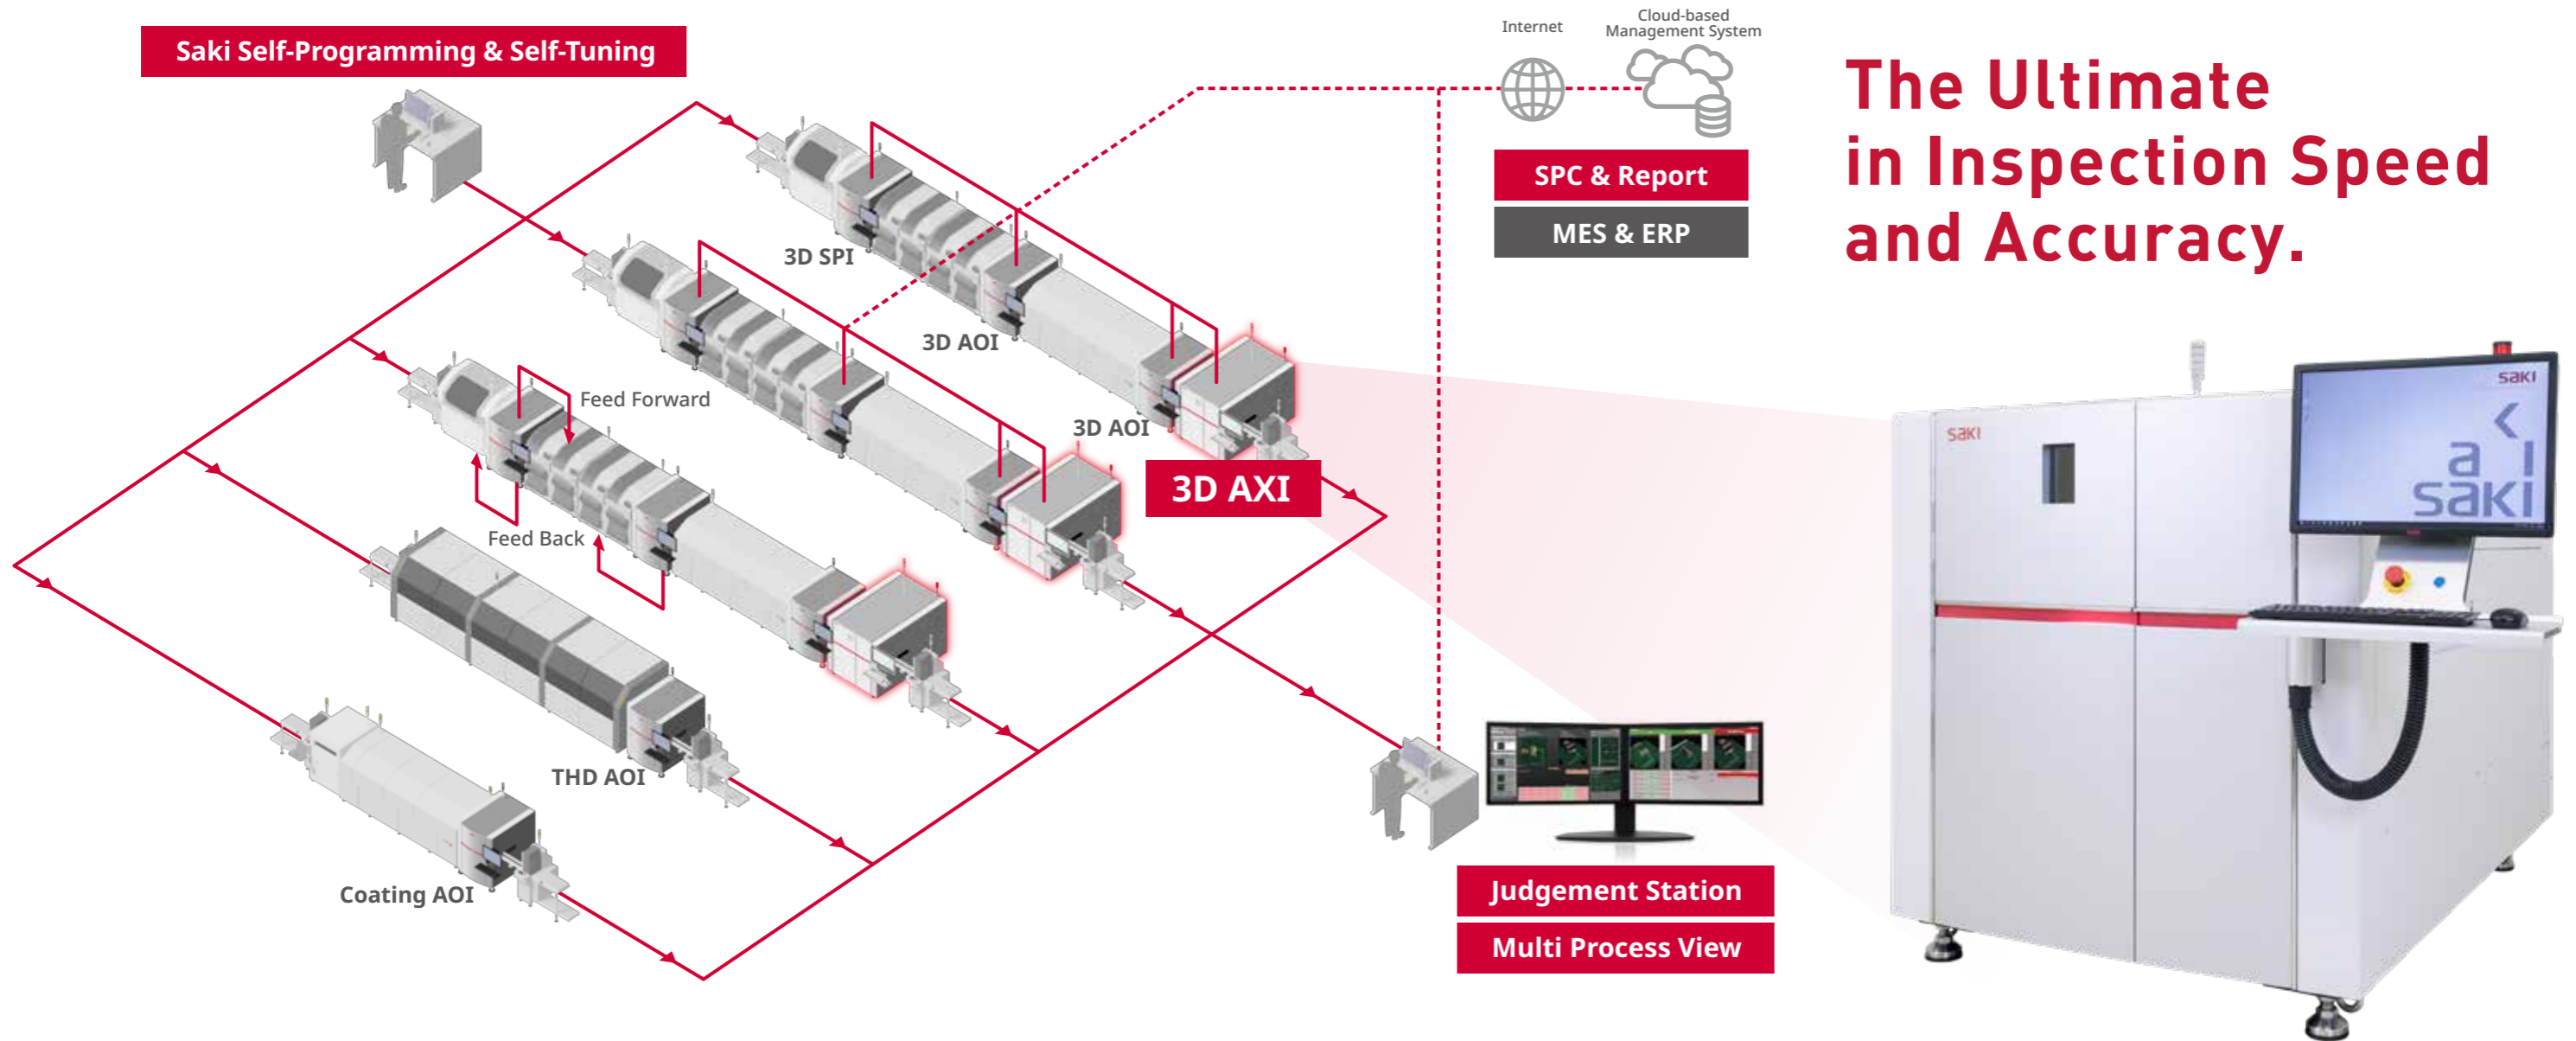 Saki Self-Programming & Self-Tuning
Internet
Cloud-based
Management System
SPC & Report
MES & ERP
The Ultimate
in Inspection Speed
and Accuracy.
3D SPI
3D AOI
3D AOI
3D AXI
Feed Forward
Feed Back
THD AOI
Coating AOI
Judgement Station
Multi Process View
saki
saki
a
saki